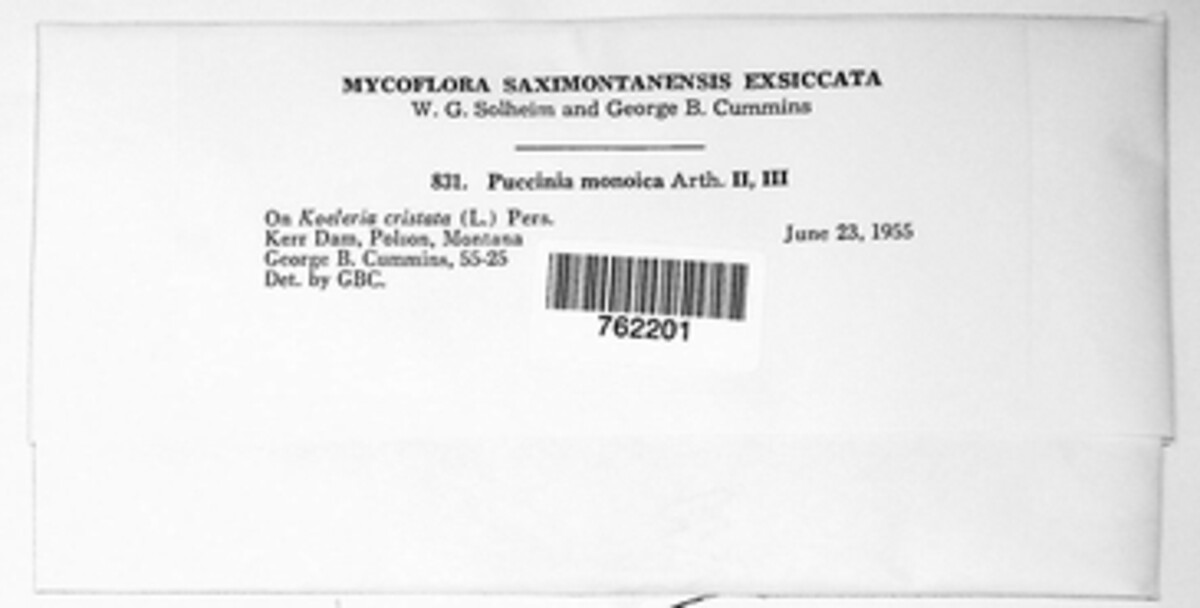 MYCOFLORA SAXIMONTANENSIS EXSICCATA
W. G. Solheim and George B. Cummins
831. Puccinia monoica Arth. II, III
On Koeleria cristata (L.) Pers.
Kerr Dam, Polson, Montana
June 23, 1955
George B. Cummins, 55-25
Det. by GBC.
762201